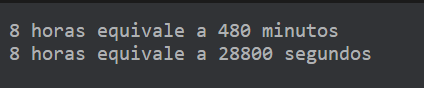 8 horas equivale a 480 minutos
8 horas equivale a 28800 segundos